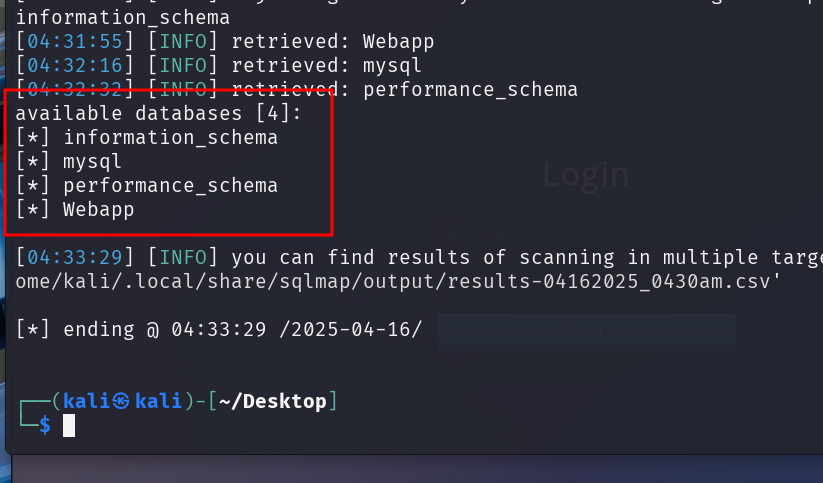 information_schema
[04:31:55] [INFO] retrieved: Webapp
[04:32:16] [INFO] retrieved: mysql
[04:32:32] [INFO] retrieved: performance_schema
available databases [4]:
[*] information_schema
[*] mysql
[*] performance_schema
[*] Webapp
Login
username
[04:33:29] [INFO] you can find results of scanning in multiple targe
ome/kali/.local/share/sqlmap/output/results-04162025_0430am.csv'
[*] ending @ 04:33:29 /2025-04-16/
Send
┌──(kali㉿kali)-[~/Desktop]
└─$